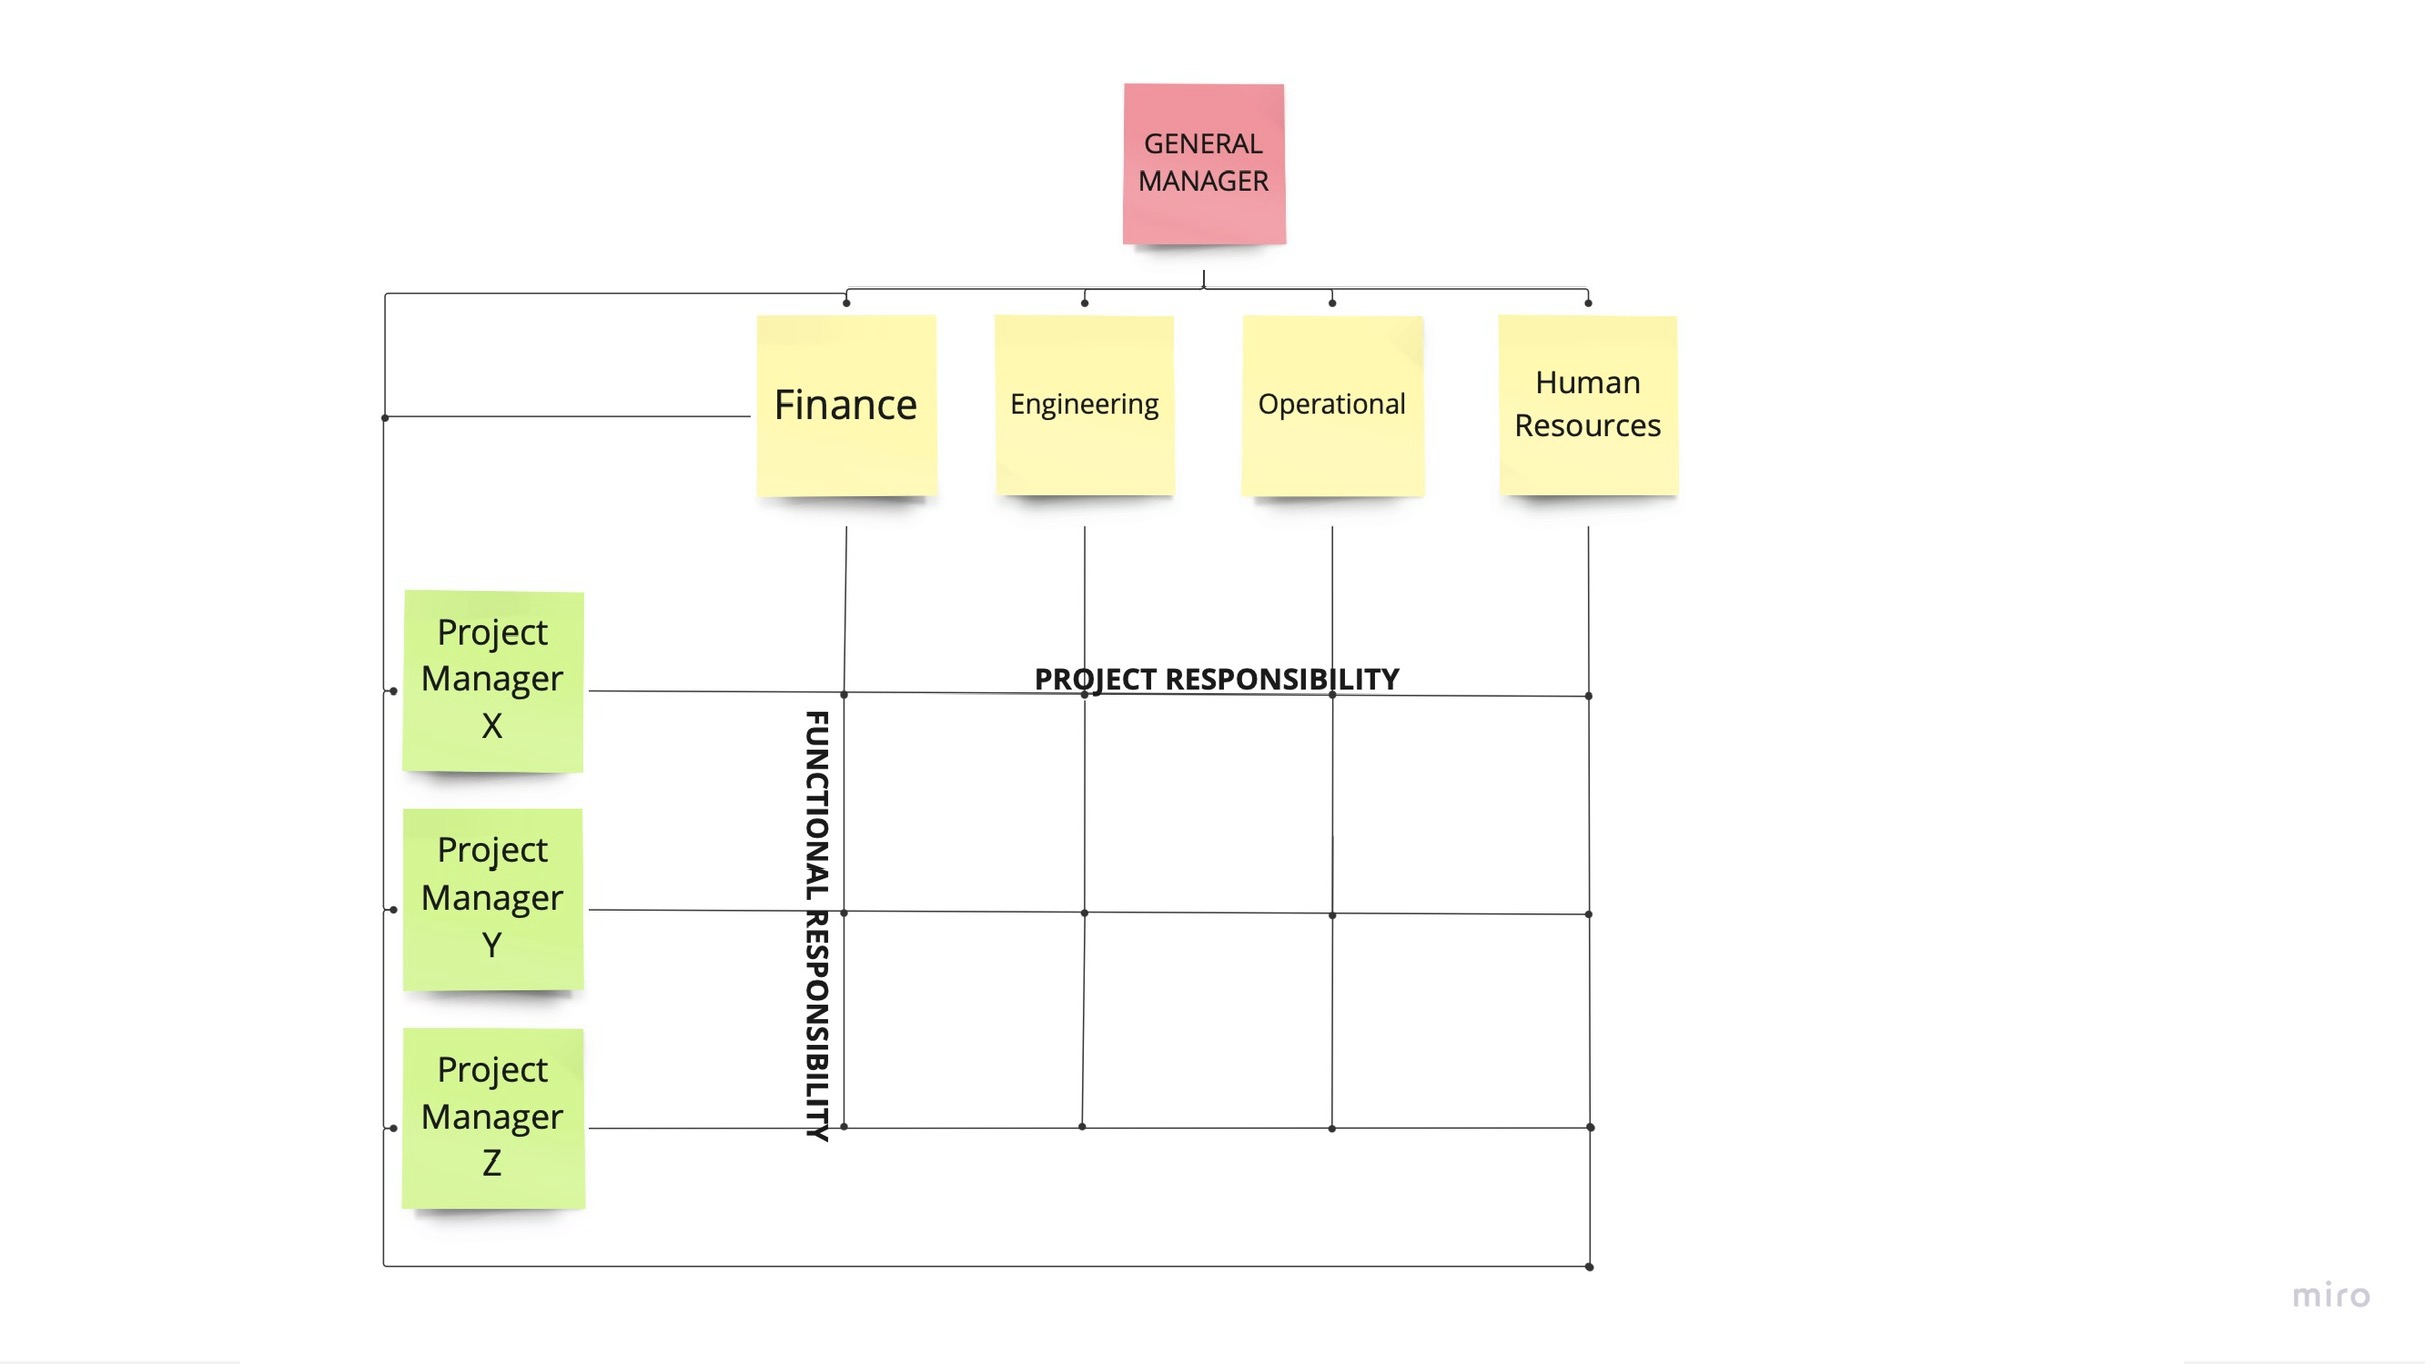 GENERAL
MANAGER
Finance
Engineering
Operational
Human
Resources
Project
Manager
X
PROJECT RESPONSIBILITY
FUNCTIONAL RESPONSIBILITY
Project
Manager
Y
Project
Manager
Z
miro